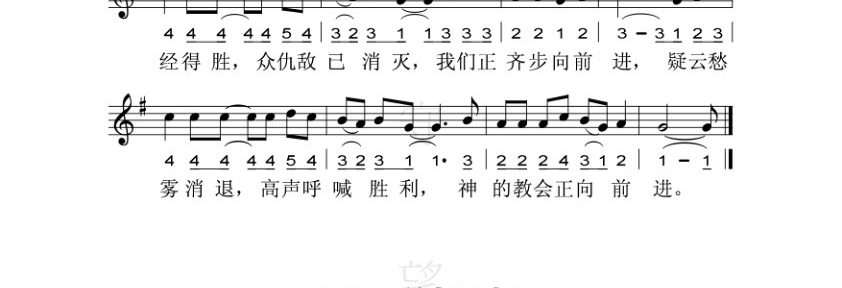 4 4 4 4 4 5 4 3 2 3 1 1 3 3 3 2 2 1 2 3 - 3 1 2 3
经得胜，众仇敌已消灭，我们正齐步向前进，疑云愁
4 4 4 4 4 5 4 3 2 3 1 1· 3 2 2 2 4 3 1 2 1 - 1
雾消退，高声呼喊胜利，神的教会正向前进。